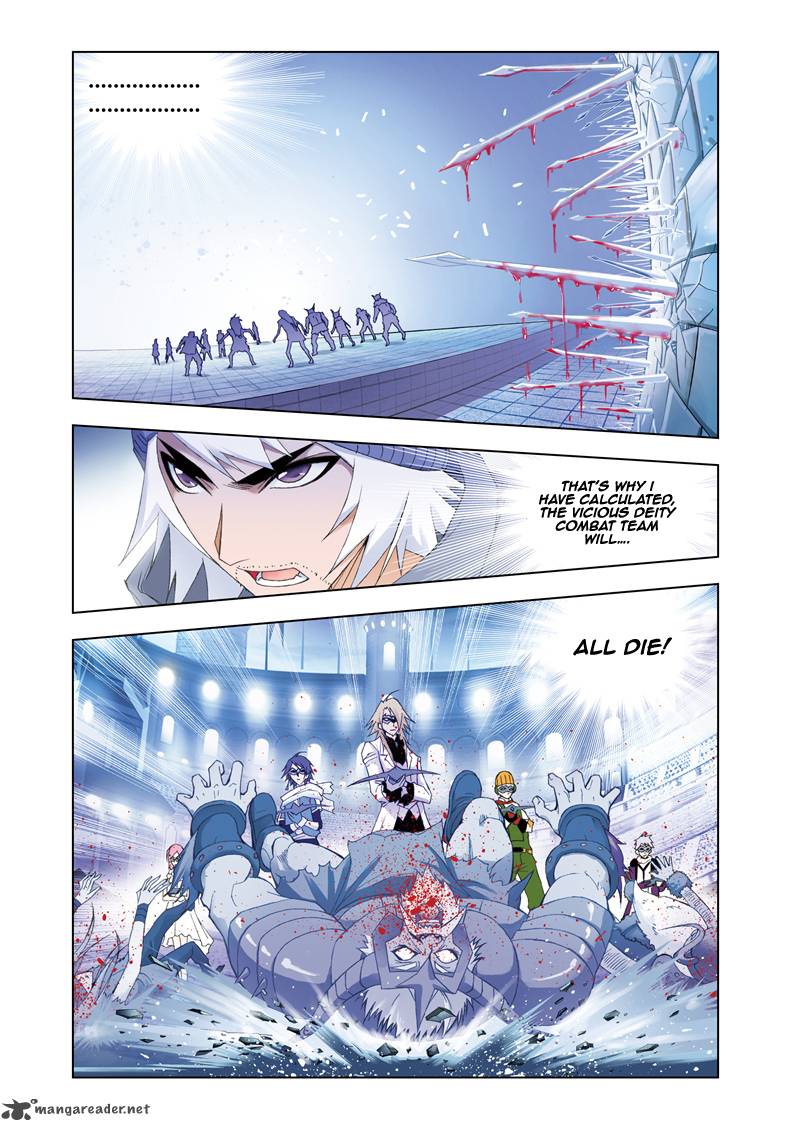 ...................
...................
THAT'S WHY I
HAVE CALCULATED,
THE VICIOUS DEITY
COMBAT TEAM
WILL....
ALL DIE!
mangareader.net